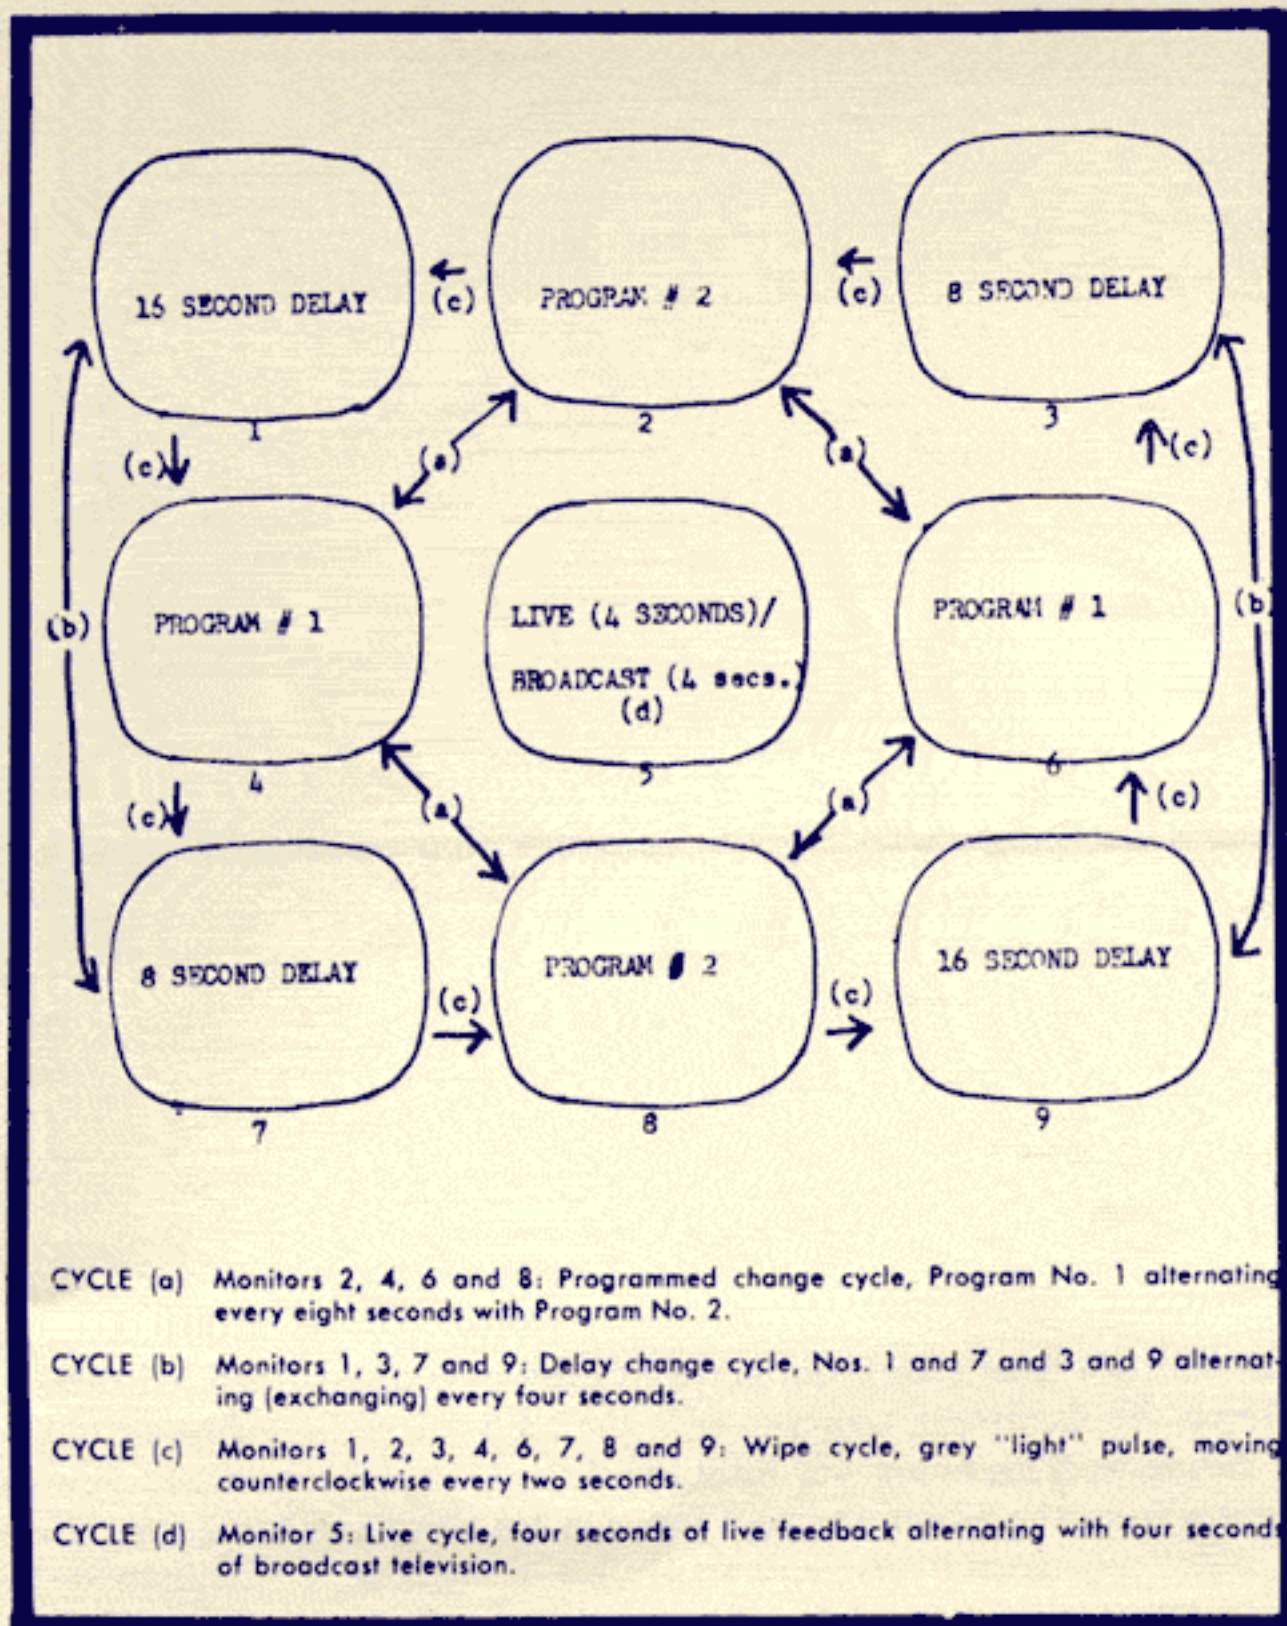 15 SECOND DELAY
1
PROGRAM # 2
2
8 SECOND DELAY
3
(c)
(c)
(c)
(a)
(a)
(c)
(b)
PROGRAM # 1
4
LIVE (4 SECONDS)/
BROADCAST (4 secs.)
(d)
5
PROGRAM # 1
6
(b)
(c)
(a)
(a)
(c)
8 SECOND DELAY
7
(c)
PROGRAM # 2
8
(c)
16 SECOND DELAY
9
CYCLE (a) Monitors 2, 4, 6 and 8: Programmed change cycle, Program No. 1 alternating
every eight seconds with Program No. 2.
CYCLE (b) Monitors 1, 3, 7 and 9: Delay change cycle, Nos. 1 and 7 and 3 and 9 alternat-
ing (exchanging) every four seconds.
CYCLE (c) Monitors 1, 2, 3, 4, 6, 7, 8 and 9: Wipe cycle, grey "light" pulse, moving
counterclockwise every two seconds.
CYCLE (d) Monitor 5: Live cycle, four seconds of live feedback alternating with four seconds
of broadcast television.